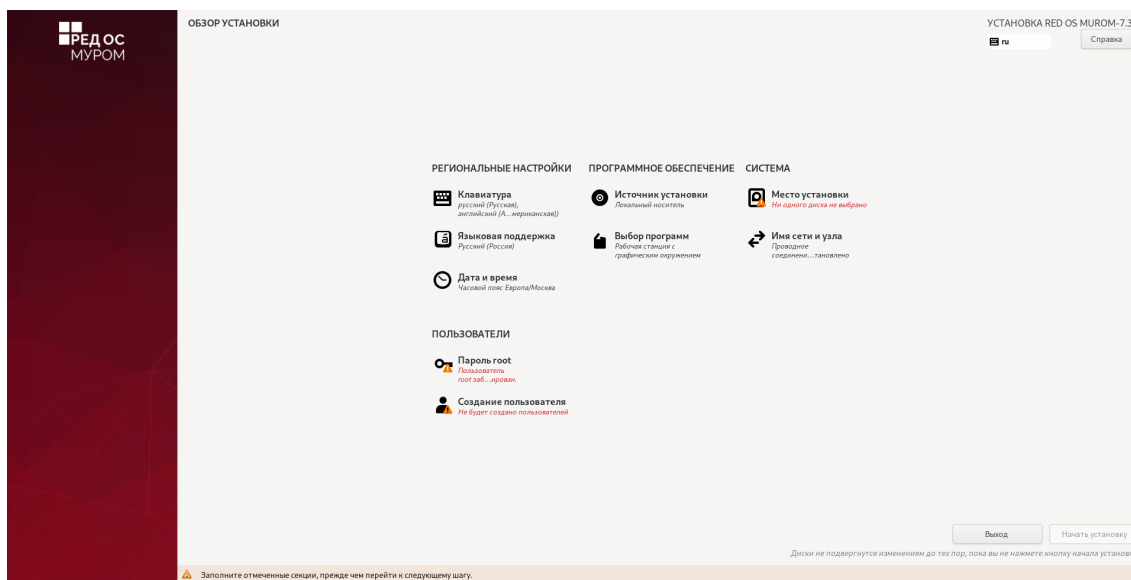 РЕД ОС
МУРОМ
ОБЗОР УСТАНОВКИ
УСТАНОВКА RED OS MUROM-7.3
ru
Справка
РЕГИОНАЛЬНЫЕ НАСТРОЙКИ
Клавиатура
русский (Русская),
английский (А...мериканская))
Языковая поддержка
Русский (Россия)
Дата и время
Часовой пояс Европа/Москва
ПРОГРАММНОЕ ОБЕСПЕЧЕНИЕ
Источник установки
Локальный носитель
Выбор программ
Рабочая станция с
графическим окружением
СИСТЕМА
Место установки
Ни одного диска не выбрано
Имя сети и узла
Проводное
соединени...тановлено
ПОЛЬЗОВАТЕЛИ
Пароль root
Пользователь
root заб...ирован.
Создание пользователя
Не будет создано пользователей
Выход
Начать установку
Диски не подвергнутся изменениям до тех пор, пока вы не нажмете кнопку начала установ
Заполните отмеченные секции, прежде чем перейти к следующему шагу.